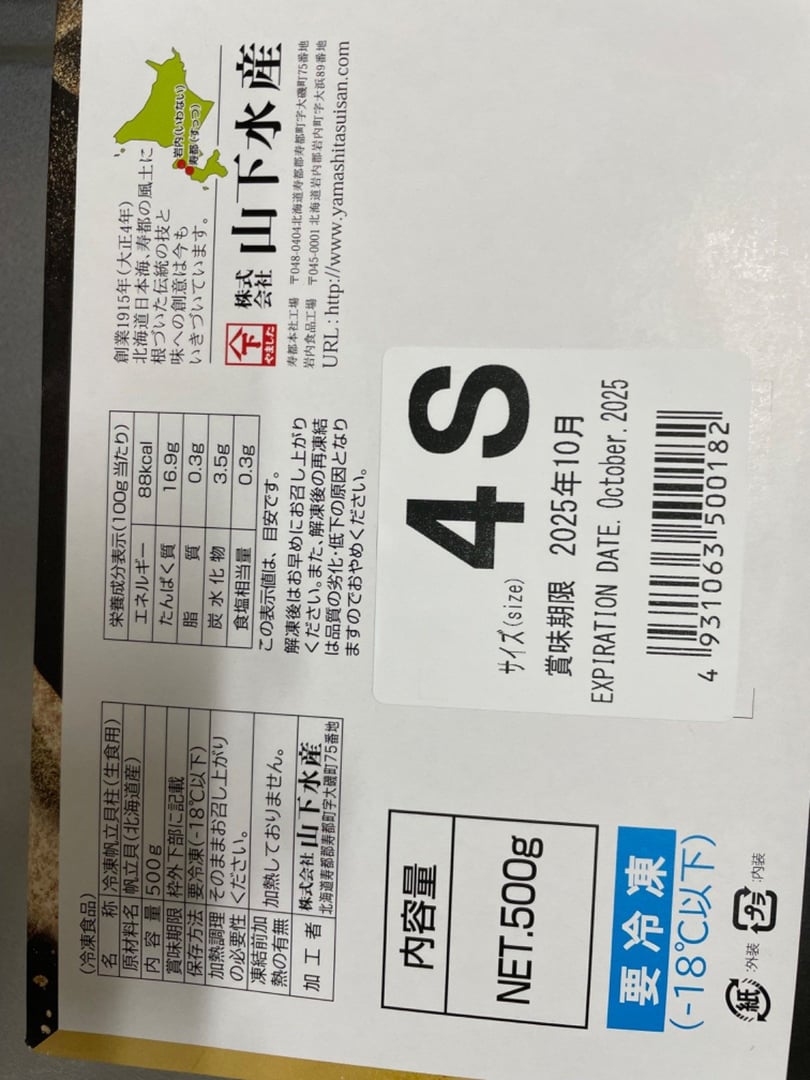 (冷凍食品)
名 称 冷凍帆立貝柱(生食用)
原材料名 帆立貝(北海道産)
内 容 量 500g
賞味期限 枠外下部に記載
保存方法 要冷凍(-18℃以下)
加熱調理の必要性 そのままお召し上がりください。
凍結前加熱の有無 加熱しておりません。
加 工 者 株式会社 山下水産
北海道寿都郡寿都町字大磯町75番地
栄養成分表示(100g当たり)
エネルギー 88kcal
たんぱく質 16.9g
脂 質 0.3g
炭水化物 3.5g
食塩相当量 0.3g
この表示値は、目安です。
解凍後はお早めにお召し上がり
ください。また、解凍後の再凍結
は品質の劣化・低下の原因となり
ますのでおやめください。
創業1915年(大正4年)
北海道日本海、寿都の風土に
根づいた伝統の技と
味への創意は今も
いきづいています。
岩内(いわない)
寿都(すっつ)
下
やました
株式会社 山下水産
寿都本社工場 〒048-0404北海道寿都郡寿都町字大磯町75番地
岩内食品工場 〒045-0001 北海道岩内郡岩内町字大浜89番地
URL : http://www.yamashitasuisan.com
内容量
NET.500g
要冷凍
(-18℃以下)
紙 :外装 プラ :内装
サイズ(size) 4S
賞味期限 2025年10月
EXPIRATION DATE. October. 2025
4 931063 500182